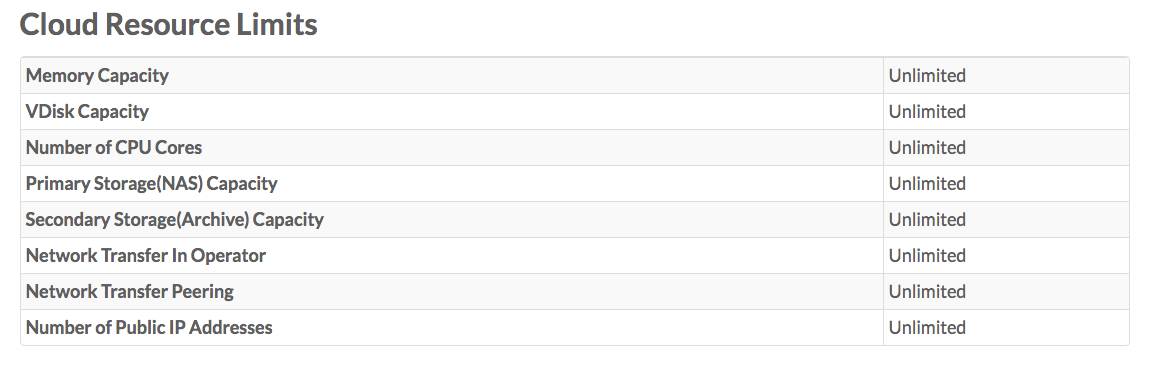 Cloud Resource Limits
Memory Capacity Unlimited
VDisk Capacity Unlimited
Number of CPU Cores Unlimited
Primary Storage(NAS) Capacity Unlimited
Secondary Storage(Archive) Capacity Unlimited
Network Transfer In Operator Unlimited
Network Transfer Peering Unlimited
Number of Public IP Addresses Unlimited